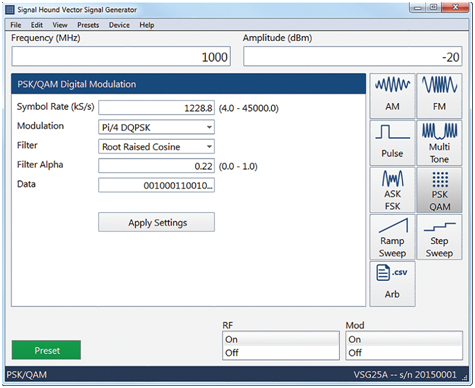 Signal Hound Vector Signal Generator
File Edit View Presets Device Help
Frequency (MHz) Amplitude (dBm)
1000 -20
PSK/QAM Digital Modulation
Symbol Rate (kS/s) 1228.8 (4.0 - 45000.0)
Modulation Pi/4 DQPSK
Filter Root Raised Cosine
Filter Alpha 0.22 (0.0 - 1.0)
Data 001000110010...
Apply Settings
AM FM
Pulse Multi
Tone
ASK PSK
FSK QAM
Ramp Step
Sweep Sweep
.csv
Arb
RF Mod
On On
Off Off
Preset
PSK/QAM VSG25A -- s/n 20150001